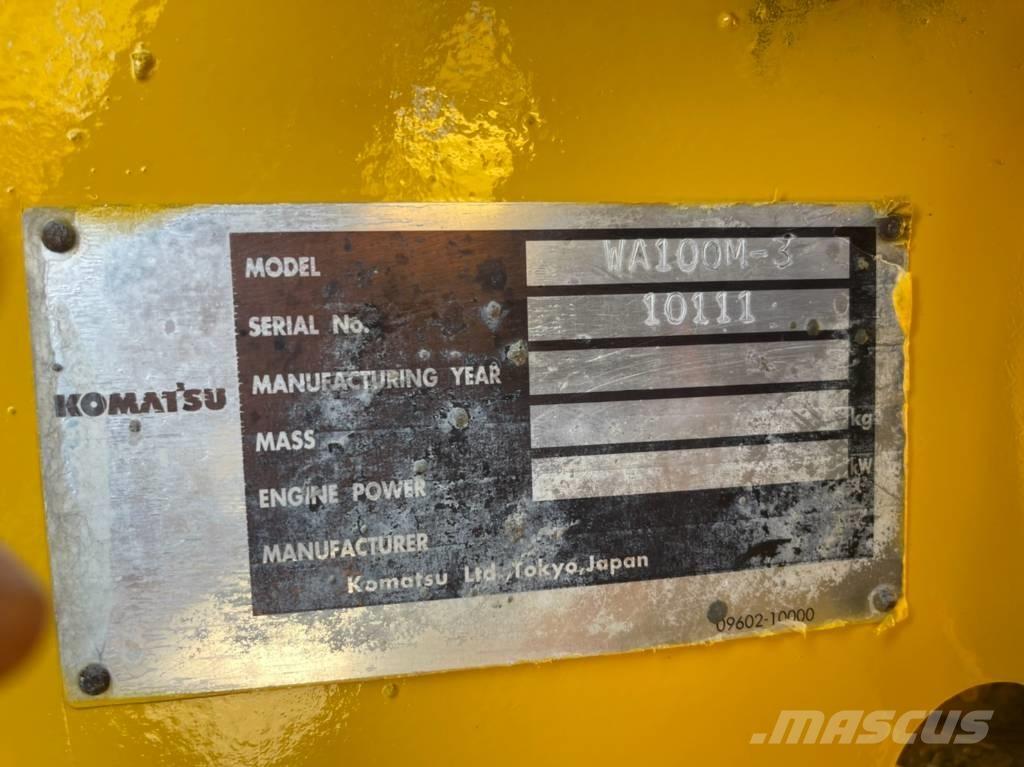 MODEL WA100M-3
SERIAL No. 10111
MANUFACTURING YEAR
KOMATSU
MASS kg
ENGINE POWER kW
MANUFACTURER
Komatsu Ltd.,Tokyo,Japan
09602-10000
MASCUS